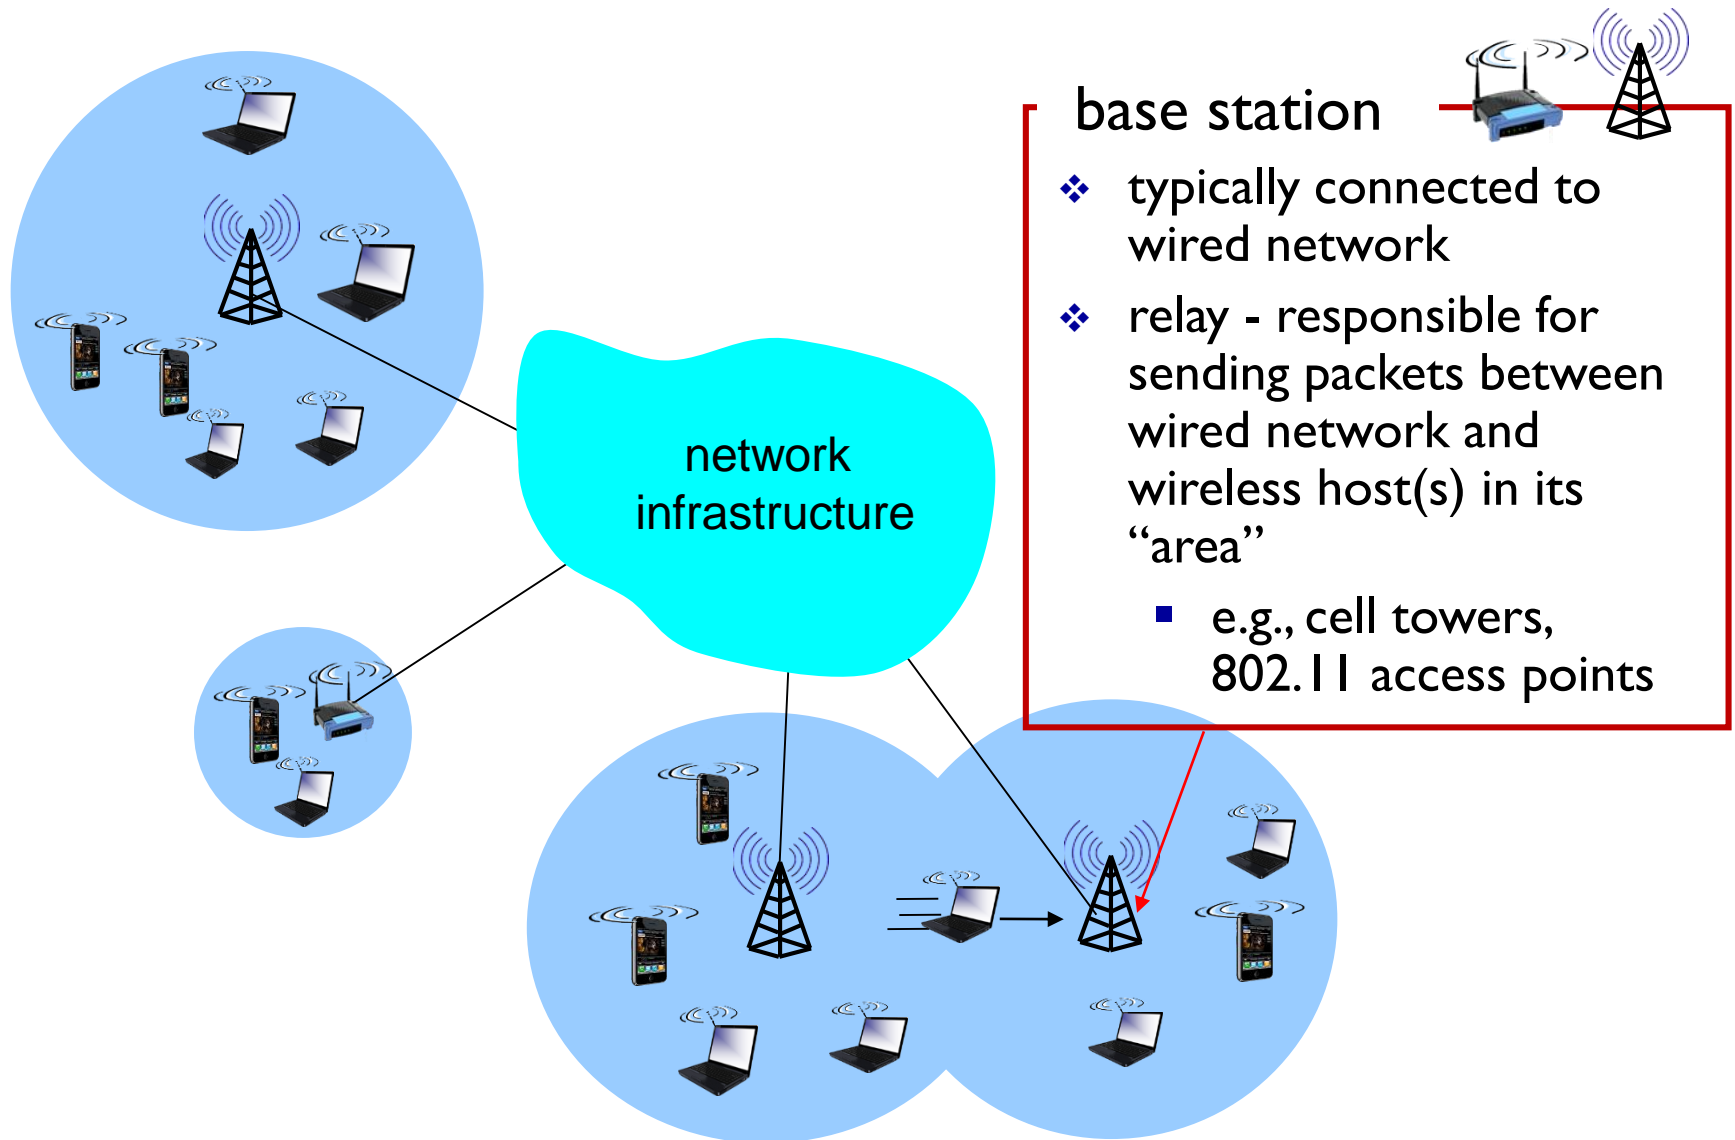 base station
typically connected to
wired network
relay - responsible for
sending packets between
wired network and
wireless host(s) in its
“area”
e.g., cell towers,
802.11 access points
network
infrastructure